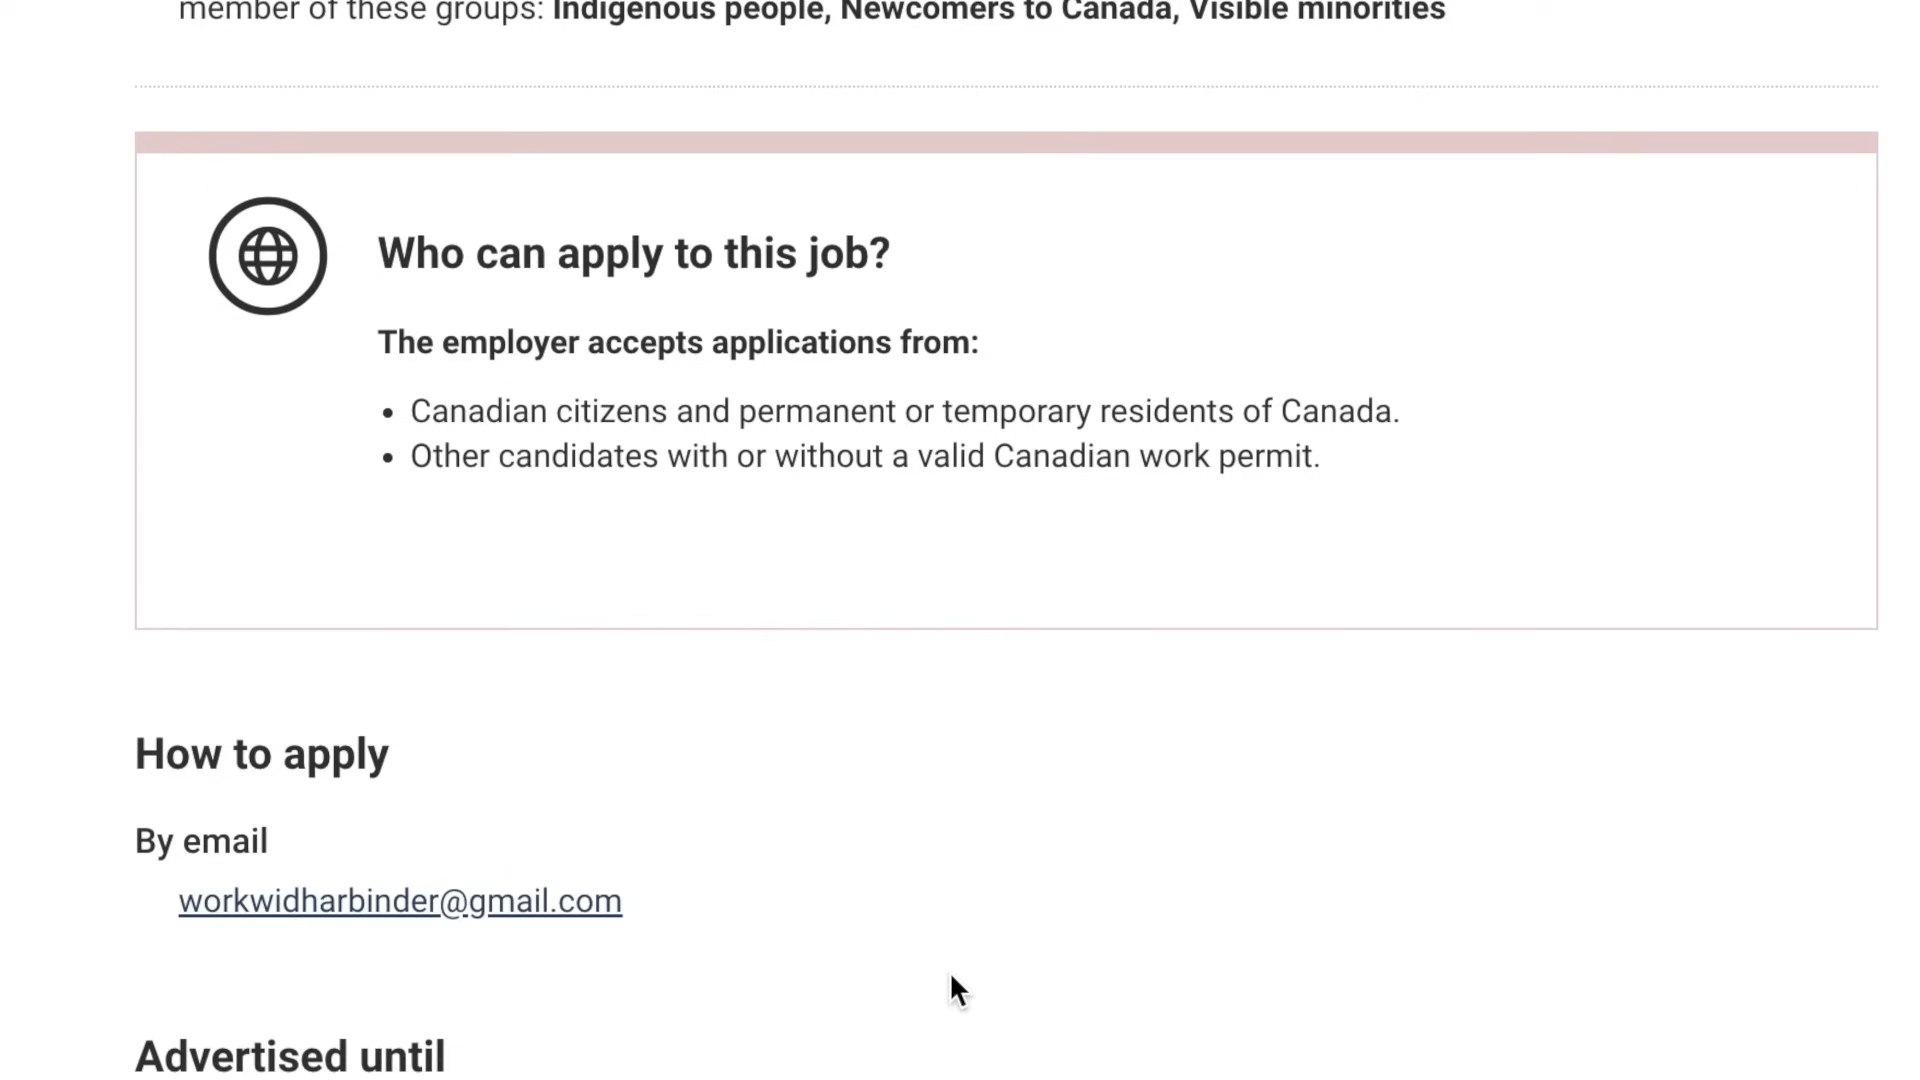 member of these groups: Indigenous people, Newcomers to Canada, Visible minorities
Who can apply to this job?
The employer accepts applications from:
• Canadian citizens and permanent or temporary residents of Canada.
• Other candidates with or without a valid Canadian work permit.
How to apply
By email
workwidharbinder@gmail.com
Advertised until